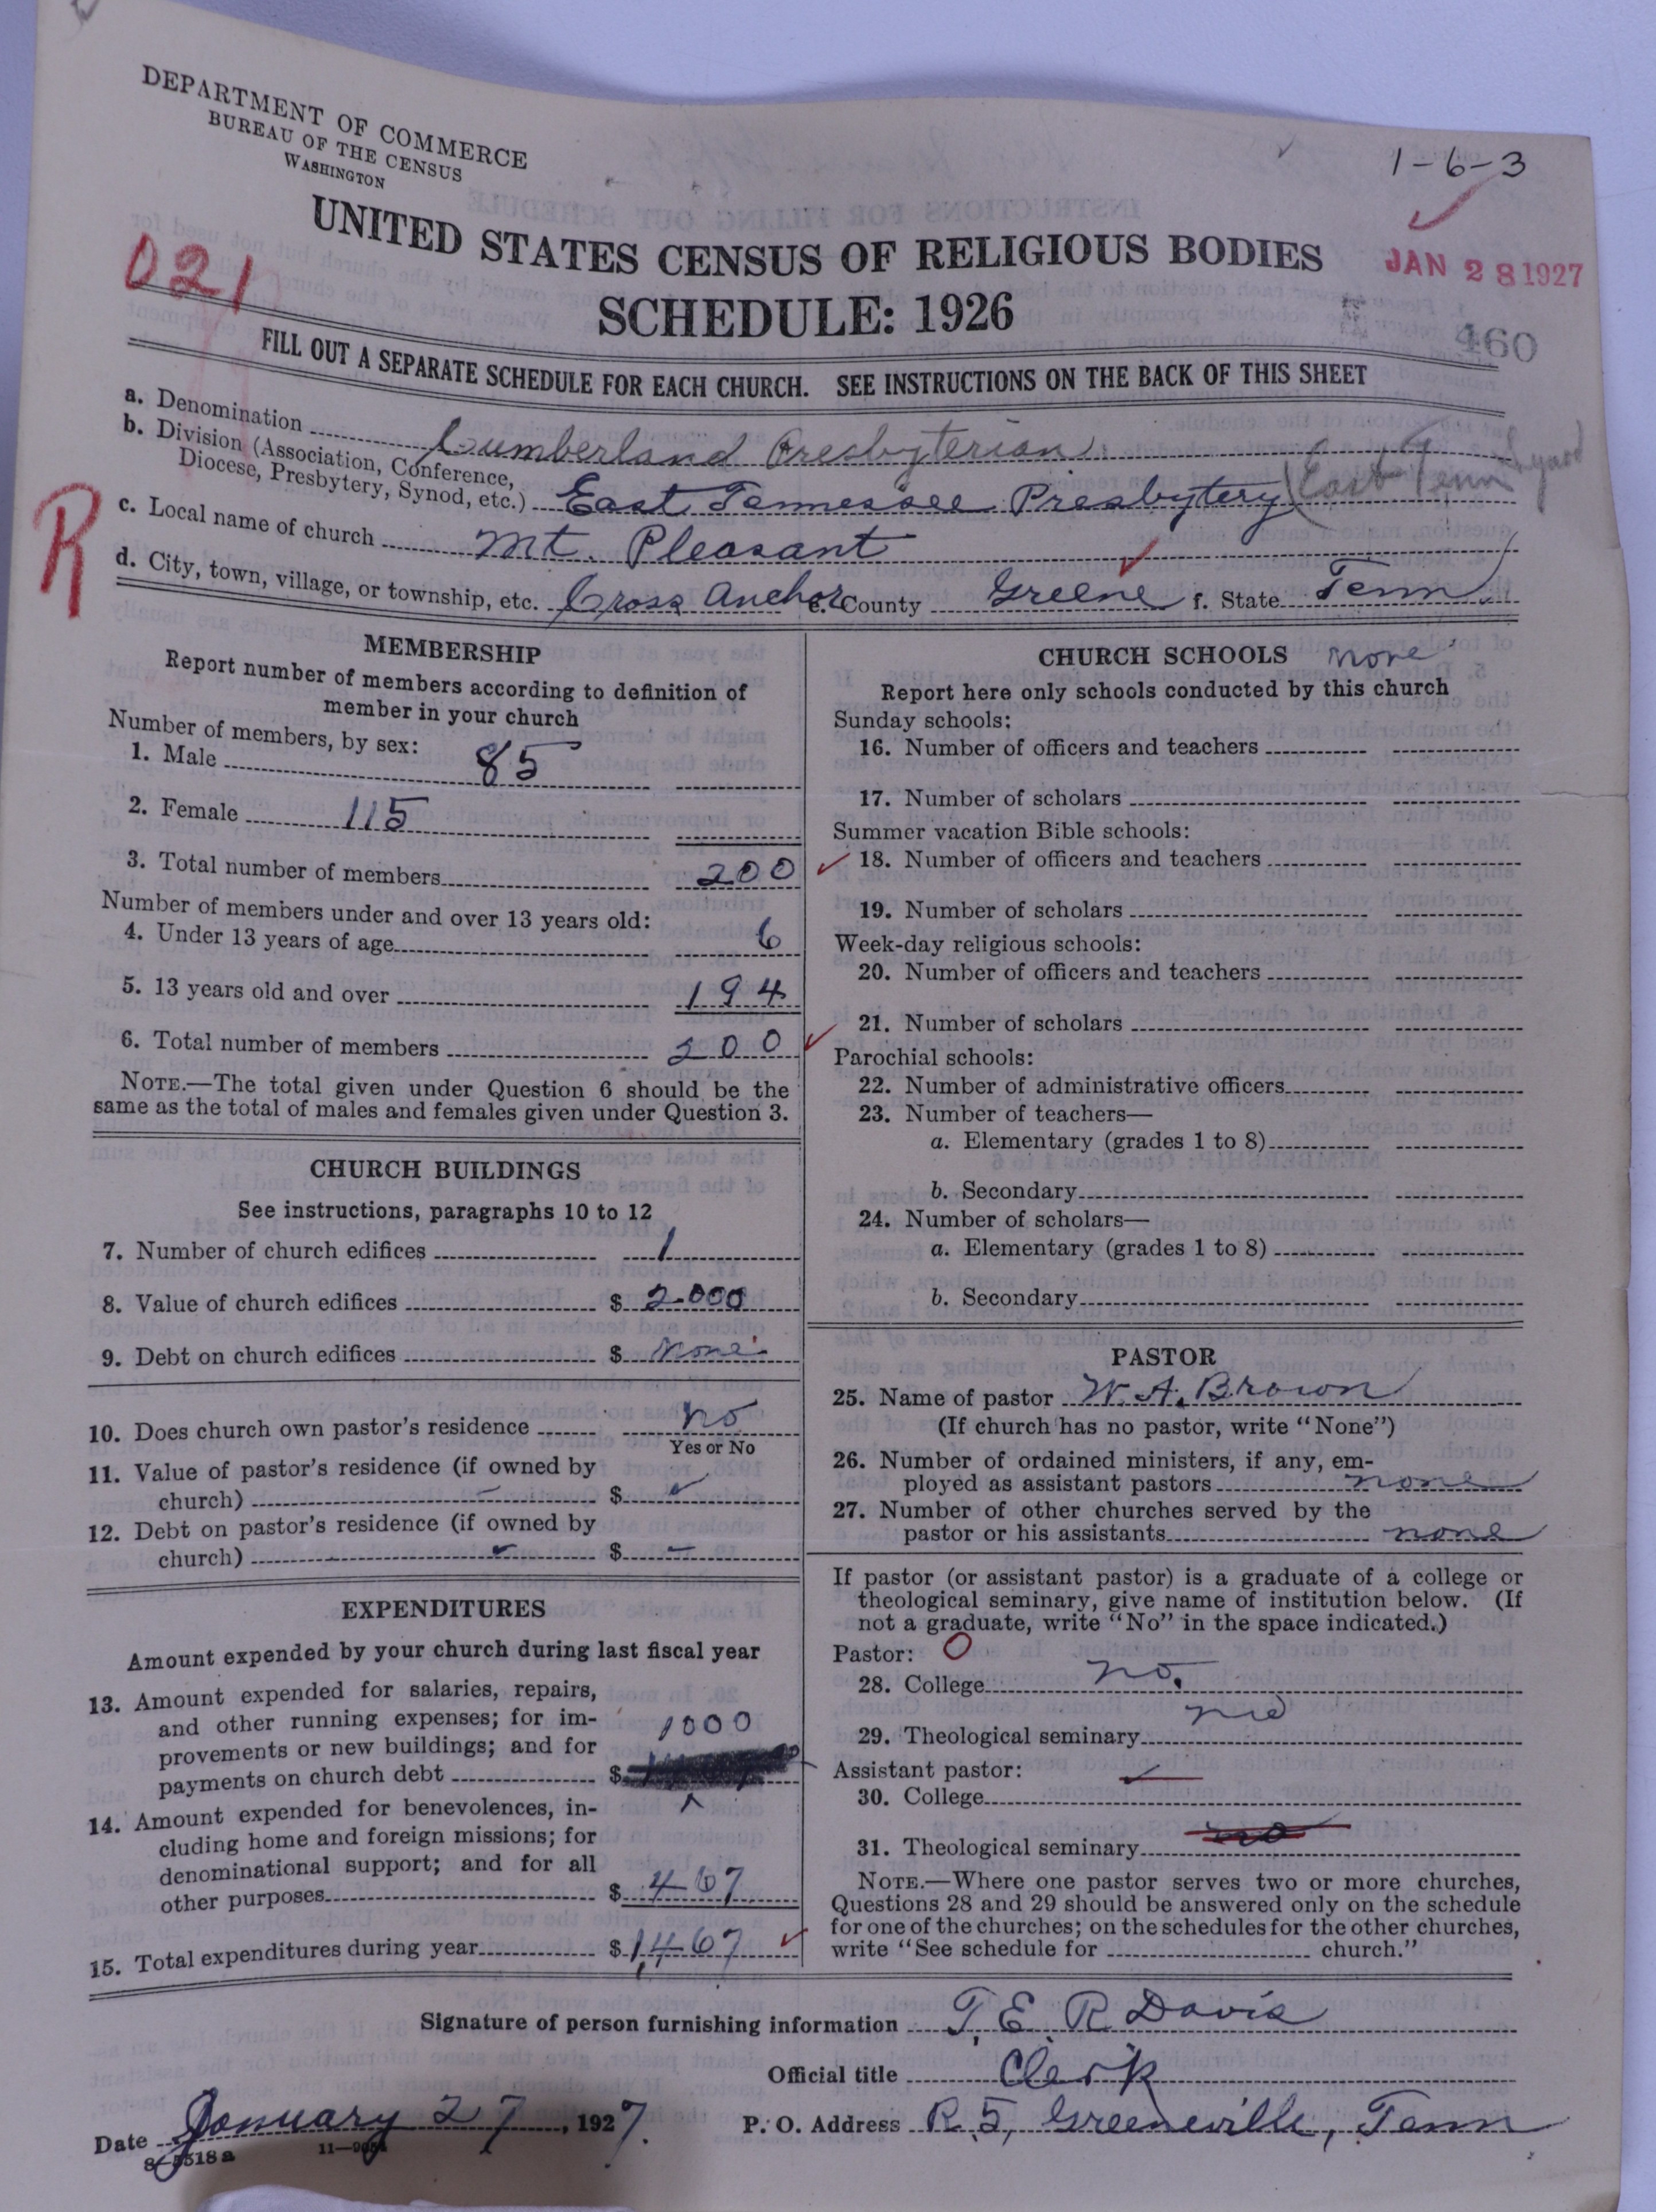 DEPARTMENT OF COMMERCE
BUREAU OF THE CENSUS
WASHINGTON
1-6-3
UNITED STATES CENSUS OF RELIGIOUS BODIES
JAN 28 1927
021
SCHEDULE: 1926
460
FILL OUT A SEPARATE SCHEDULE FOR EACH CHURCH. SEE INSTRUCTIONS ON THE BACK OF THIS SHEET
a. Denomination Cumberland Presbyterian
b. Division (Association, Conference,
Diocese, Presbytery, Synod, etc.) East Tennessee Presbytery (East Tenn Synod
R
c. Local name of church Mt. Pleasant
d. City, town, village, or township, etc. Cross Anchor e. County Greene f. State Tenn
MEMBERSHIP
Report number of members according to definition of
member in your church
Number of members, by sex:
1. Male 85
2. Female 115
3. Total number of members 200
Number of members under and over 13 years old:
4. Under 13 years of age 6
5. 13 years old and over 194
6. Total number of members 200
NOTE.—The total given under Question 6 should be the
same as the total of males and females given under Question 3.
CHURCH BUILDINGS
See instructions, paragraphs 10 to 12
7. Number of church edifices 1
8. Value of church edifices $ 2.000
9. Debt on church edifices $ none
10. Does church own pastor's residence no
Yes or No
11. Value of pastor's residence (if owned by
church) $
12. Debt on pastor's residence (if owned by
church) $ -
EXPENDITURES
Amount expended by your church during last fiscal year
13. Amount expended for salaries, repairs,
and other running expenses; for im-
provements or new buildings; and for 1000
payments on church debt $
14. Amount expended for benevolences, in-
cluding home and foreign missions; for
denominational support; and for all
other purposes $ 467
15. Total expenditures during year $ 1,467
CHURCH SCHOOLS none
Report here only schools conducted by this church
Sunday schools:
16. Number of officers and teachers
17. Number of scholars
Summer vacation Bible schools:
18. Number of officers and teachers
19. Number of scholars
Week-day religious schools:
20. Number of officers and teachers
21. Number of scholars
Parochial schools:
22. Number of administrative officers
23. Number of teachers—
a. Elementary (grades 1 to 8)
b. Secondary
24. Number of scholars—
a. Elementary (grades 1 to 8)
b. Secondary
PASTOR
25. Name of pastor W. A. Brown
(If church has no pastor, write "None")
26. Number of ordained ministers, if any, em-
ployed as assistant pastors none
27. Number of other churches served by the
pastor or his assistants none
If pastor (or assistant pastor) is a graduate of a college or
theological seminary, give name of institution below. (If
not a graduate, write "No" in the space indicated.)
Pastor: O
28. College no.
29. Theological seminary no
Assistant pastor:
30. College
31. Theological seminary no
NOTE.—Where one pastor serves two or more churches,
Questions 28 and 29 should be answered only on the schedule
for one of the churches; on the schedules for the other churches,
write "See schedule for church."
Signature of person furnishing information T. E. R. Davis
Official title Clerk
Date January 27, 1927. P. O. Address R. 5, Greeneville, Tenn